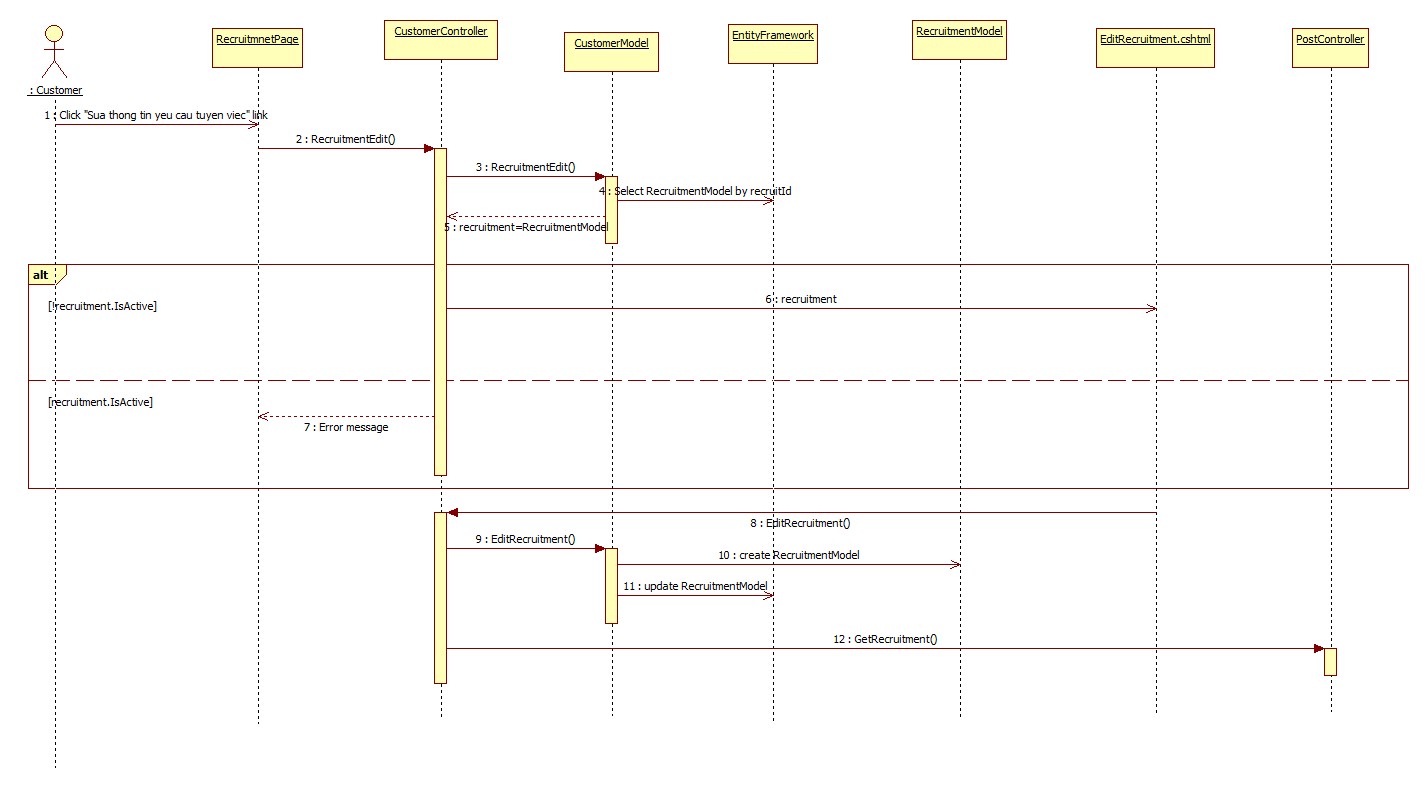 : Customer
RecruitmnetPage
CustomerController
CustomerModel
EntityFramework
RecruitmentModel
EditRecruitment.cshtml
PostController
1 : Click "Sua thong tin yeu cau tuyen viec" link
2 : RecruitmentEdit()
3 : RecruitmentEdit()
4 : Select RecruitmentModel by recruitId
5 : recruitment=RecruitmentModel
alt
[!recruitment.IsActive]
6 : recruitment
[recruitment.IsActive]
7 : Error message
8 : EditRecruitment()
9 : EditRecruitment()
10 : create RecruitmentModel
11 : update RecruitmentModel
12 : GetRecruitment()